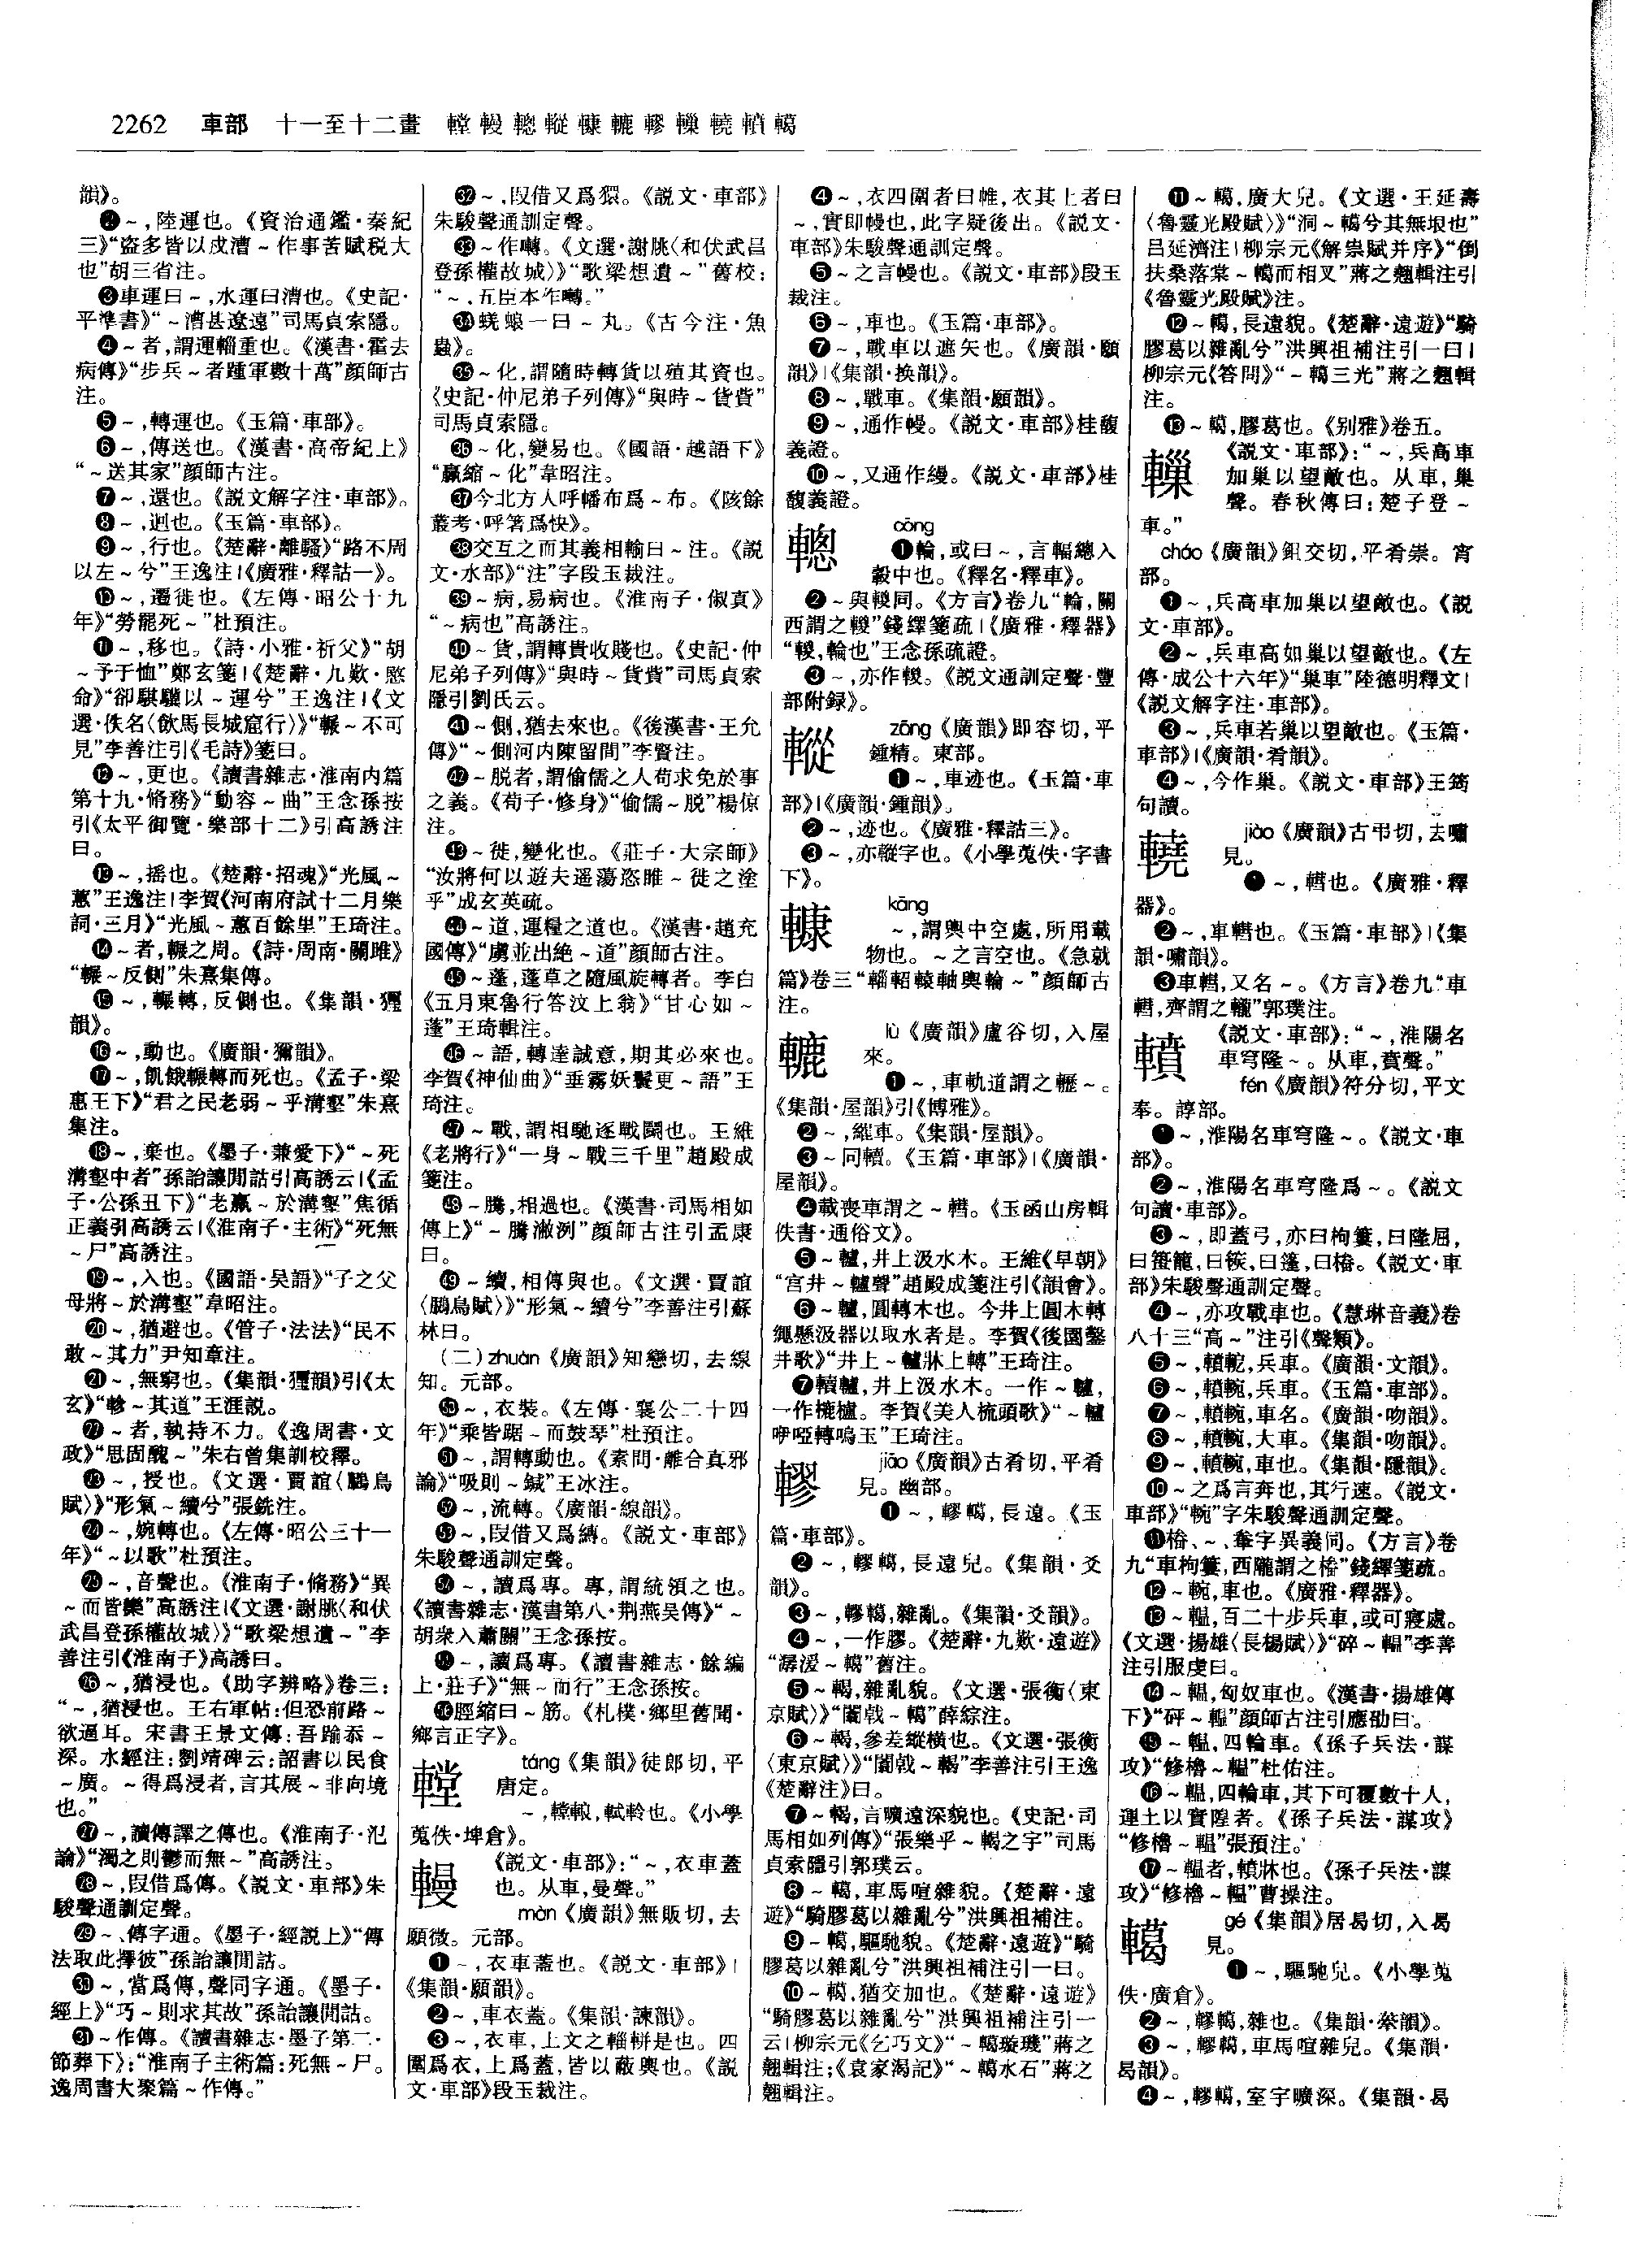 2262 車部 十一至十二畫 䡀䡬轗樅𨎍轆轇轈轎轒轕
韻》。
❷～,陸運也。《資治通鑑·秦紀
三》“盜多皆以戍漕～作事苦賦税大
也”胡三省注。
❸車運曰～,水運曰漕也。《史記·
平準書》“～漕甚遼遠”司馬貞索隱。
❹～者,謂運輜重也。《漢書·霍去
病傳》“步兵～者踵軍數十萬”顏師古
注。
❺～,轉運也。《玉篇·車部》。
❻～,傳送也。《漢書·高帝紀上》
“～送其家”顏師古注。
❼～,還也。《説文解字注·車部》。
❽～,迴也。《玉篇·車部》。
❾～,行也。《楚辭·離騷》“路不周
以左～兮”王逸注|《廣雅·釋詁一》。
❿～,遷徙也。《左傳·昭公十九
年》“勞罷死～”杜預注。
⓫～,移也。《詩·小雅·祈父》“胡
～予于恤”鄭玄箋|《楚辭·九歎·愍
命》“卻騏驥以～運兮”王逸注|《文
選·佚名〈飲馬長城窟行〉》“輾～不可
見”李善注引《毛詩》箋曰。
⓬～,更也。《讀書雜志·淮南内篇
第十九·脩務》“動容～曲”王念孫按
引《太平御覽·樂部十二》引高誘注
曰。
⓭～,摇也。《楚辭·招魂》“光風～
蕙”王逸注|李賀《河南府試十二月樂
詞·三月》“光風～蕙百餘里”王琦注。
⓮～者,輾之周。《詩·周南·關雎》
“輾～反側”朱熹集傳。
⓯～,輾轉,反側也。《集韻·獮
韻》。
⓰～,動也。《廣韻·獮韻》。
⓱～,飢餓輾轉而死也。《孟子·梁
惠王下》“君之民老弱～乎溝壑”朱熹
集注。
⓲～,棄也。《墨子·兼愛下》“～死
溝壑中者”孫詒讓閒詁引高誘云|《孟
子·公孫丑下》“老羸～於溝壑”焦循
正義引高誘云|《淮南子·主術》“死無
～尸”高誘注。
⓳～,入也。《國語·吳語》“子之父
母將～於溝壑”韋昭注。
⓴～,猶避也。《管子·法法》“民不
敢～其力”尹知章注。
㉑～,無窮也。《集韻·獮韻》引《太
玄》“軫～其道”王涯説。
㉒～者,執持不力。《逸周書·文
政》“思固醜～”朱右曾集訓校釋。
㉓～,授也。《文選·賈誼〈鵩鳥
賦〉》“形氣～續兮”張銑注。
㉔～,婉轉也。《左傳·昭公三十一
年》“～以歌”杜預注。
㉕～,音聲也。《淮南子·脩務》“異
～而皆樂”高誘注|《文選·謝朓〈和伏
武昌登孫權故城〉》“歌梁想遺～”李
善注引《淮南子》高誘曰。
㉖～,猶浸也。《助字辨略》卷三：
“～,猶浸也。王右軍帖：但恐前路～
欲逼耳。宋書王景文傳：吾踰忝～
深。水經注：劉靖碑云：詔書以民食
～廣。～得爲浸者,言其展～非向境
也。”
㉗～,讀傳譯之傳也。《淮南子·氾
論》“濁之則鬱而無～”高誘注。
㉘～,叚借爲傳。《説文·車部》朱
駿聲通訓定聲。
㉙～、傳字通。《墨子·經説上》“傳
法取此擇彼”孫詒讓閒詁。
㉚～,當爲傳,聲同字通。《墨子·
經上》“巧～則求其故”孫詒讓閒詁。
㉛～作傳。《讀書雜志·墨子第二·
節葬下》：“淮南子主術篇：死無～尸。
逸周書大聚篇～作傳。”
㉜～,叚借又爲䝠。《説文·車部》
朱駿聲通訓定聲。
㉝～作囀。《文選·謝朓〈和伏武昌
登孫權故城〉》“歌梁想遺～”舊校：
“～,五臣本作囀。”
㉞蜣蜋一曰～丸。《古今注·魚
蟲》。
㉟～化,謂隨時轉貨以殖其資也。
《史記·仲尼弟子列傳》“與時～貨貲”
司馬貞索隱。
㊱～化,變易也。《國語·越語下》
“贏縮～化”韋昭注。
㊲今北方人呼幡布爲～布。《陔餘
叢考·呼箸爲快》。
㊳交互之而其義相輸曰～注。《説
文·水部》“注”字段玉裁注。
㊴～病,易病也。《淮南子·俶真》
“～病也”高誘注。
㊵～貨,謂轉貴收賤也。《史記·仲
尼弟子列傳》“與時～貨貲”司馬貞索
隱引劉氏云。
㊶～側,猶去來也。《後漢書·王允
傳》“～側河内陳留間”李賢注。
㊷～脱者,謂偷儒之人苟求免於事
之義。《荀子·修身》“偷儒～脱”楊倞
注。
㊸～徙,變化也。《莊子·大宗師》
“汝將何以遊夫遥蕩恣睢～徙之塗
乎”成玄英疏。
㊹～道,運糧之道也。《漢書·趙充
國傳》“虜並出絶～道”顏師古注。
㊺～蓬,蓬草之隨風旋轉者。李白
《五月東魯行答汶上翁》“甘心如～
蓬”王琦輯注。
㊻～語,轉達誠意,期其必來也。
李賀《神仙曲》“垂霧妖鬟更～語”王
琦注。
㊼～戰,謂相馳逐戰鬭也。王維
《老將行》“一身～戰三千里”趙殿成
箋注。
㊽～騰,相過也。《漢書·司馬相如
傳上》“～騰潎洌”顏師古注引孟康
曰。
㊾～續,相傳與也。《文選·賈誼
〈鵩鳥賦〉》“形氣～續兮”李善注引蘇
林曰。
(二)zhuàn《廣韻》知戀切,去線
知。元部。
㊿～,衣裝。《左傳·襄公二十四
年》“乘皆踞～而鼓琴”杜預注。
51～,謂轉動也。《素問·離合真邪
論》“吸則～鍼”王冰注。
52～,流轉。《廣韻·線韻》。
53～,叚借又爲縳。《説文·車部》
朱駿聲通訓定聲。
54～,讀爲專。專,謂統領之也。
《讀書雜志·漢書第八·荆燕吴傳》“～
胡衆入蕭關”王念孫按。
55～,讀爲專。《讀書雜志·餘編
上·莊子》“無～而行”王念孫按。
56脛縮曰～筋。《札樸·鄉里舊聞·
鄉言正字》。
táng《集韻》徒郎切,平
唐定。
～,䡀䡙,軾軨也。《小學
蒐佚·埤倉》。
《説文·車部》：“～,衣車蓋
也。从車,曼聲。”
màn《廣韻》無販切,去
願微。元部。
❶～,衣車蓋也。《説文·車部》|
《集韻·願韻》。
❷～,車衣蓋。《集韻·諫韻》。
❸～,衣車,上文之輜軿是也。四
圍爲衣,上爲蓋,皆以蔽輿也。《説
文·車部》段玉裁注。
❹～,衣四圍者曰帷,衣其上者曰
～,實即幔也,此字疑後出。《説文·
車部》朱駿聲通訓定聲。
❺～之言幔也。《説文·車部》段玉
裁注。
❻～,車也。《玉篇·車部》。
❼～,戰車以遮矢也。《廣韻·願
韻》|《集韻·換韻》。
❽～,戰車。《集韻·願韻》。
❾～,通作幔。《説文·車部》桂馥
義證。
❿～,又通作縵。《説文·車部》桂
馥義證。
cōng
❶輪,或曰～,言輻總入
轂中也。《釋名·釋車》。
❷～與䡯同。《方言》卷九“輪,關
西謂之䡯”錢繹箋疏|《廣雅·釋器》
“䡯,輪也”王念孫疏證。
❸～,亦作䡯。《説文通訓定聲·豐
部附録》。
zōng《廣韻》即容切,平
鍾精。東部。
❶～,車迹也。《玉篇·車
部》|《廣韻·鍾韻》。
❷～,迹也。《廣雅·釋詁三》。
❸～,亦蹤字也。《小學蒐佚·字書
下》。
kāng
～,謂輿中空處,所用載
物也。～之言空也。《急就
篇》卷三“輜軺轅軸輿輪～”顏師古
注。
轆 lù《廣韻》盧谷切,入屋
來。
❶～,車軌道謂之轣～。
《集韻·屋韻》引《博雅》。
❷～,維車。《集韻·屋韻》。
❸～同轒。《玉篇·車部》|《廣韻·
屋韻》。
❹載喪車謂之～轊。《玉函山房輯
佚書·通俗文》。
❺～轤,井上汲水木。王維《早朝》
“宫井～轤聲”趙殿成箋注引《韻會》。
❻～轤,圓轉木也。今井上圓木轉
繩懸汲器以取水者是。李賀《後園鑿
井歌》“井上～轤牀上轉”王琦注。
❼轒轤,井上汲水木。一作～轤,
一作樚櫨。李賀《美人梳頭歌》“～轤
咿啞轉鳴玉”王琦注。
轇 jiāo《廣韻》古肴切,平肴
見。幽部。
❶～,轇轕,長遠。《玉
篇·車部》。
❷～,轇轕,長遠皃。《集韻·爻
韻》。
❸～,轇轕,雜亂。《集韻·爻韻》。
❹～,一作膠。《楚辭·九歎·遠遊》
“潺湲～轕”舊注。
❺～轕,雜亂貌。《文選·張衡〈東
京賦〉》“闟戟～轕”薛綜注。
❻～轕,參差縱橫也。《文選·張衡
〈東京賦〉》“闟戟～轕”李善注引王逸
《楚辭注》曰。
❼～轕,言曠遠深貌也。《史記·司
馬相如列傳》“張樂乎～轕之宇”司馬
貞索隱引郭璞云。
❽～轕,車馬喧雜貌。《楚辭·遠
遊》“騎膠葛以雜亂兮”洪興祖補注。
❾～轕,驅馳貌。《楚辭·遠遊》“騎
膠葛以雜亂兮”洪興祖補注引一曰。
❿～轕,猶交加也。《楚辭·遠遊》
“騎膠葛以雜亂兮”洪興祖補注引一
云|柳宗元《乞巧文》“～轕璇璣”蔣之
翹輯注；《袁家渴記》“～轕水石”蔣之
翹輯注。
⓫～轕,廣大皃。《文選·王延壽
〈魯靈光殿賦〉》“洞～轕兮其無垠也”
吕延濟注|柳宗元《解祟賦并序》“倒
扶桑落棠～轕而相叉”蔣之翹輯注引
《魯靈光殿賦》注。
⓬～轕,長遠貌。《楚辭·遠遊》“騎
膠葛以雜亂兮”洪興祖補注引一曰|
柳宗元《答問》“～轕三光”蔣之翹輯
注。
⓭～轕,膠葛也。《别雅》卷五。
轈 《説文·車部》：“～,兵高車
加巢以望敵也。从車,巢
聲。春秋傳曰：楚子登～
車。”
cháo《廣韻》鉏交切,平肴崇。宵
部。
❶～,兵高車加巢以望敵也。《説
文·車部》。
❷～,兵車高如巢以望敵也。《左
傳·成公十六年》“巢車”陸德明釋文|
《説文解字注·車部》。
❸～,兵車若巢以望敵也。《玉篇·
車部》|《廣韻·肴韻》。
❹～,今作巢。《説文·車部》王筠
句讀。
jiào《廣韻》古弔切,去嘯
見。
❶～,轊也。《廣雅·釋
器》。
❷～,車轊也。《玉篇·車部》|《集
韻·嘯韻》。
❸車轊,又名～。《方言》卷九“車
轊,齊謂之轆”郭璞注。
轒 《説文·車部》：“～,淮陽名
車穹隆～。从車,賁聲。”
fén《廣韻》符分切,平文
奉。諄部。
❶～,淮陽名車穹隆～。《説文·車
部》。
❷～,淮陽名車穹隆爲～。《説文
句讀·車部》。
❸～,即蓋弓,亦曰枸簍,曰隆屈,
曰篷籠,曰䈐,曰篷,曰㮥。《説文·車
部》朱駿聲通訓定聲。
❹～,亦攻戰車也。《慧琳音義》卷
八十三“高～”注引《聲類》。
❺～,轒䡝,兵車。《廣韻·文韻》。
❻～,轒䡝,兵車。《玉篇·車部》。
❼～,轒䡝,車名。《廣韻·吻韻》。
❽～,轒䡝,大車。《集韻·吻韻》。
❾～,轒䡝,車也。《集韻·隱韻》。
❿～之爲言奔也,其行速。《説文·
車部》“䡝”字朱駿聲通訓定聲。
⓫㮥、～、䡨字異義同。《方言》卷
九“車枸簍,西隴謂之㮥”錢繹箋疏。
⓬～䡝,車也。《廣雅·釋器》。
⓭～轀,百二十步兵車,或可寢處。
《文選·揚雄〈長楊賦〉》“碎～轀”李善
注引服虔曰。
⓮～轀,匈奴車也。《漢書·揚雄傳
下》“砰～轀”顏師古注引應劭曰。
⓯～轀,四輪車。《孫子兵法·謀
攻》“修櫓～轀”杜佑注。
⓰～轀,四輪車,其下可覆數十人,
運土以實隍者。《孫子兵法·謀攻》
“修櫓～轀”張預注。
⓱～轀者,轒牀也。《孫子兵法·謀
攻》“修櫓～轀”曹操注。
轕 gé《集韻》居曷切,入曷
見。
❶～,驅馳皃。《小學蒐
佚·廣倉》。
❷～,轇轕,雜也。《集韻·㮈韻》。
❸～,轇轕,車馬喧雜皃。《集韻·
曷韻》。
❹～,轇轕,室宇曠深。《集韻·曷